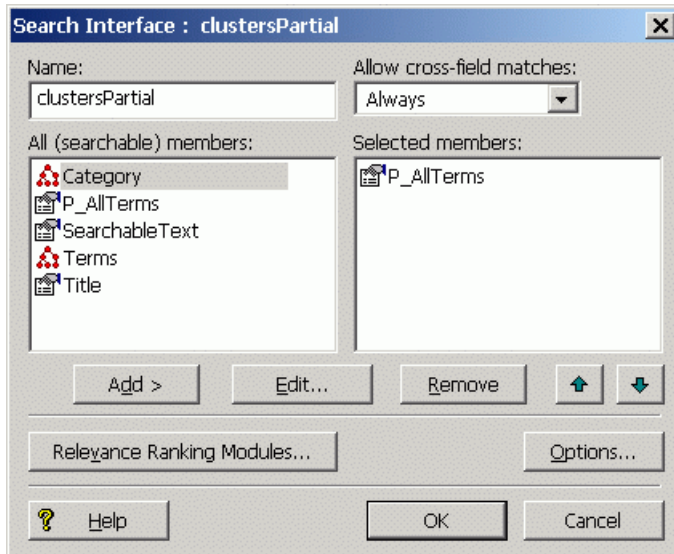 Search Interface : clustersPartial
Name:
Allow cross-field matches:
clustersPartial
Always
All (searchable) members:
Selected members:
Category
P_AllTerms
SearchableText
Terms
Title
P_AllTerms
Add >
Edit...
Remove
Relevance Ranking Modules...
Options...
Help
OK
Cancel